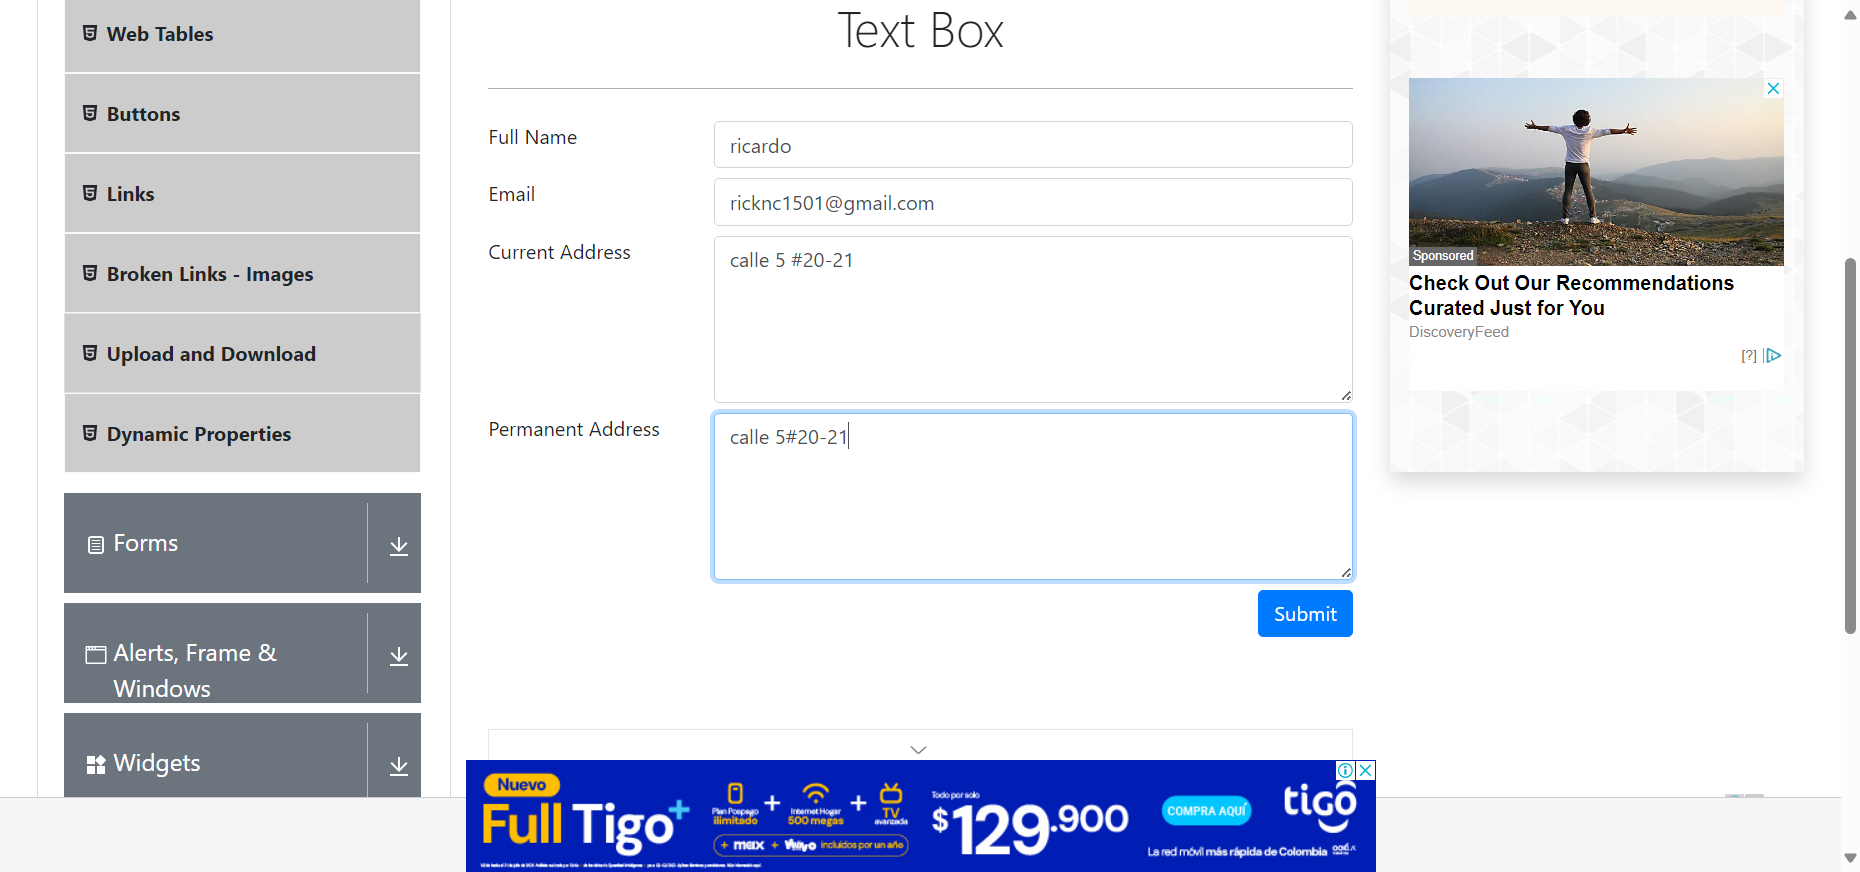 Web Tables
Buttons
Links
Broken Links - Images
Upload and Download
Dynamic Properties
Forms
Alerts, Frame &
Windows
Widgets
Text Box
Full Name
ricardo
Email
ricknc1501@gmail.com
Current Address
calle 5 #20-21
Permanent Address
calle 5#20-21
Submit
Sponsored
Check Out Our Recommendations
Curated Just for You
DiscoveryFeed
[?]
Nuevo
Full Tigo+
Plan Pospago
ilimitado
+
Internet Hogar
500 megas
+
TV
avanzada
+ max +
incluidos por un año
Todo por solo
$129.900
COMPRA AQUÍ
tigo
La red móvil más rápida de Colombia